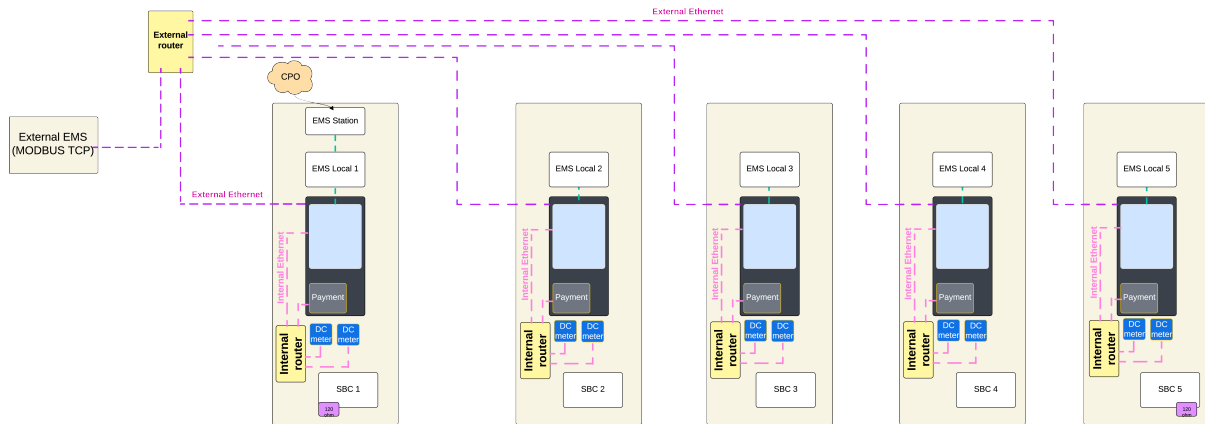 External Ethernet
External
router
CPO
EMS Station
External EMS
(MODBUS TCP)
EMS Local 1
EMS Local 2
EMS Local 3
EMS Local 4
EMS Local 5
External Ethernet
Internal Ethernet
Internal Ethernet
Internal Ethernet
Internal Ethernet
Internal Ethernet
Payment
Payment
Payment
Payment
Payment
Internal
router
DC
meter
DC
meter
Internal
router
DC
meter
DC
meter
Internal
router
DC
meter
DC
meter
Internal
router
DC
meter
DC
meter
Internal
router
DC
meter
DC
meter
SBC 1
SBC 2
SBC 3
SBC 4
SBC 5
120
ohm
120
ohm